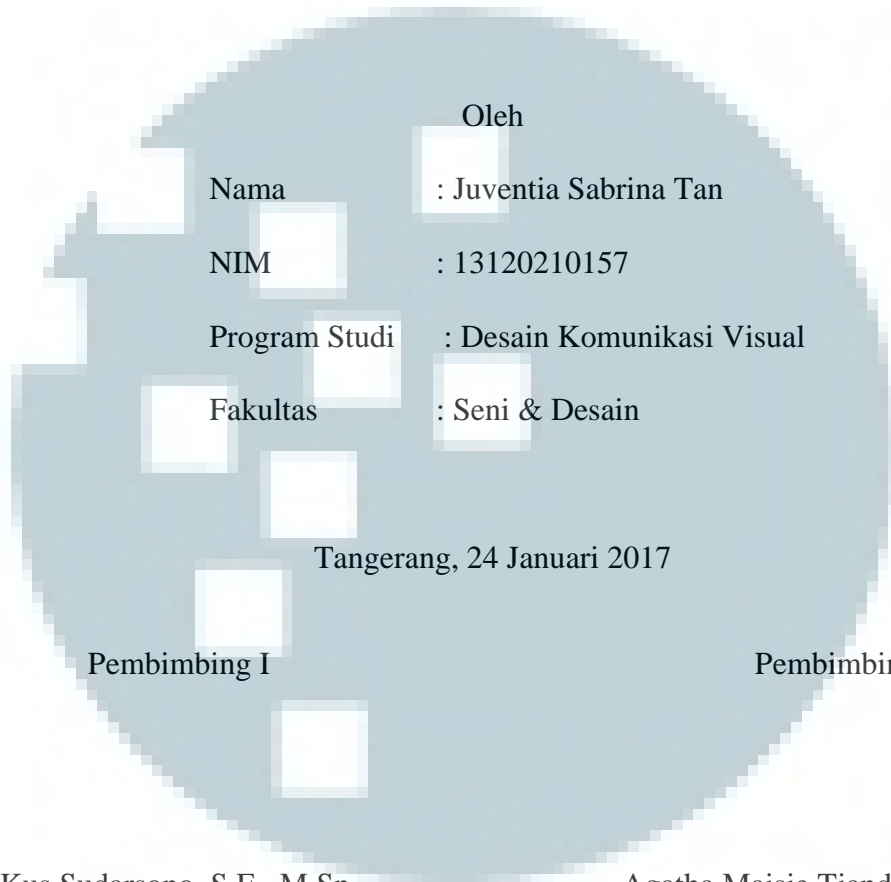 Oleh
Nama : Juventia Sabrina Tan
NIM : 13120210157
Program Studi : Desain Komunikasi Visual
Fakultas : Seni & Desain
Tangerang, 24 Januari 2017
Pembimbing I